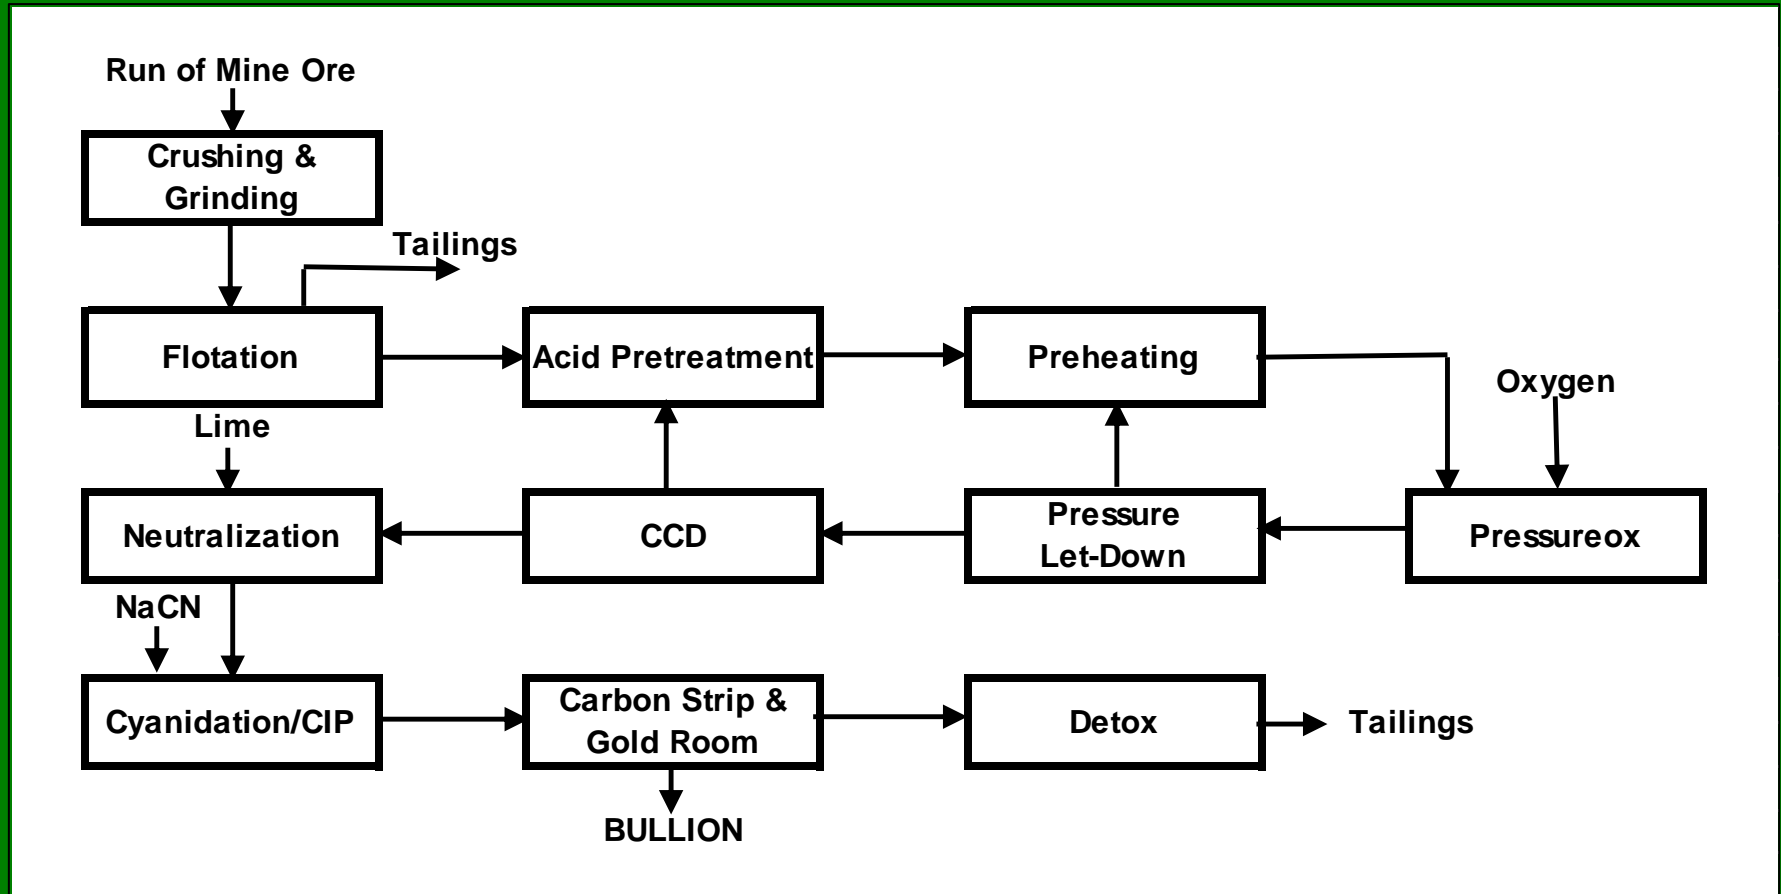 Run of Mine Ore
Crushing &
Grinding
Tailings
Flotation
Acid Pretreatment
Preheating
Oxygen
Lime
Neutralization
CCD
Pressure
Let-Down
Pressureox
NaCN
Cyanidation/CIP
Carbon Strip &
Gold Room
Detox
Tailings
BULLION